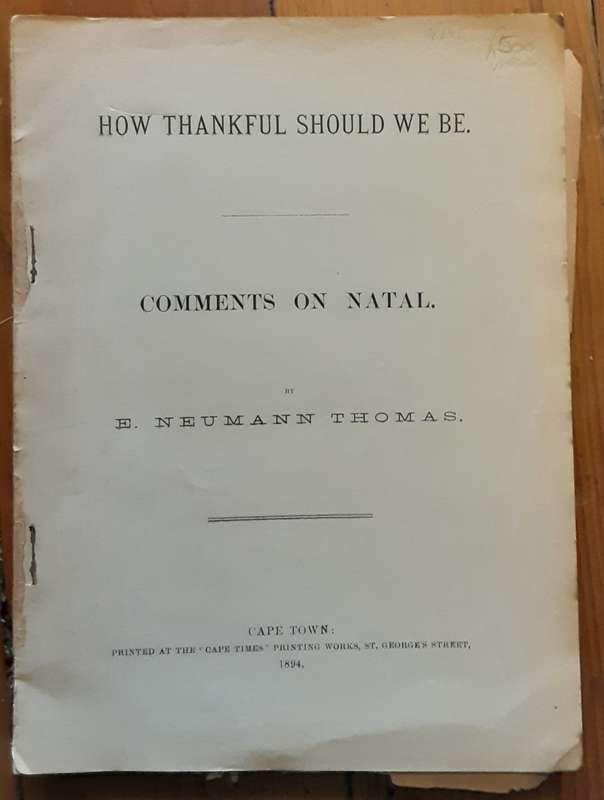 HOW THANKFUL SHOULD WE BE.
COMMENTS ON NATAL.
BY
E. NEUMANN THOMAS.
CAPE TOWN:
PRINTED AT THE "CAPE TIMES" PRINTING WORKS, ST. GEORGE'S STREET,
1894.